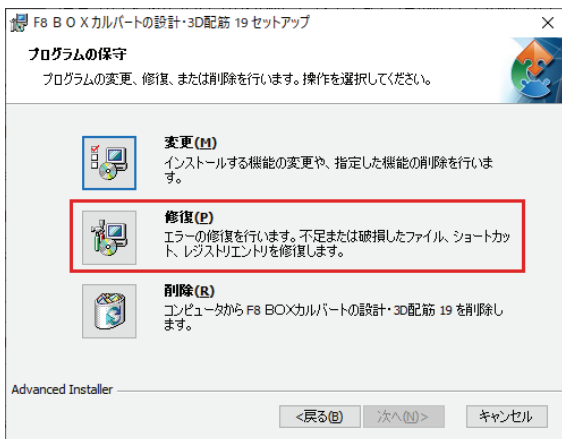 F8 ＢＯＸカルバートの設計・3D配筋 19 セットアップ
プログラムの保守
プログラムの変更、修復、または削除を行います。操作を選択してください。
変更(M)
インストールする機能の変更や、指定した機能の削除を行いま
す。
修復(P)
エラーの修復を行います。不足または破損したファイル、ショートカッ
ト、レジストリエントリを修復します。
削除(R)
コンピュータから F8 BOXカルバートの設計・3D配筋 19 を削除し
ます。
Advanced Installer
<戻る(B)
次へ(N)>
キャンセル